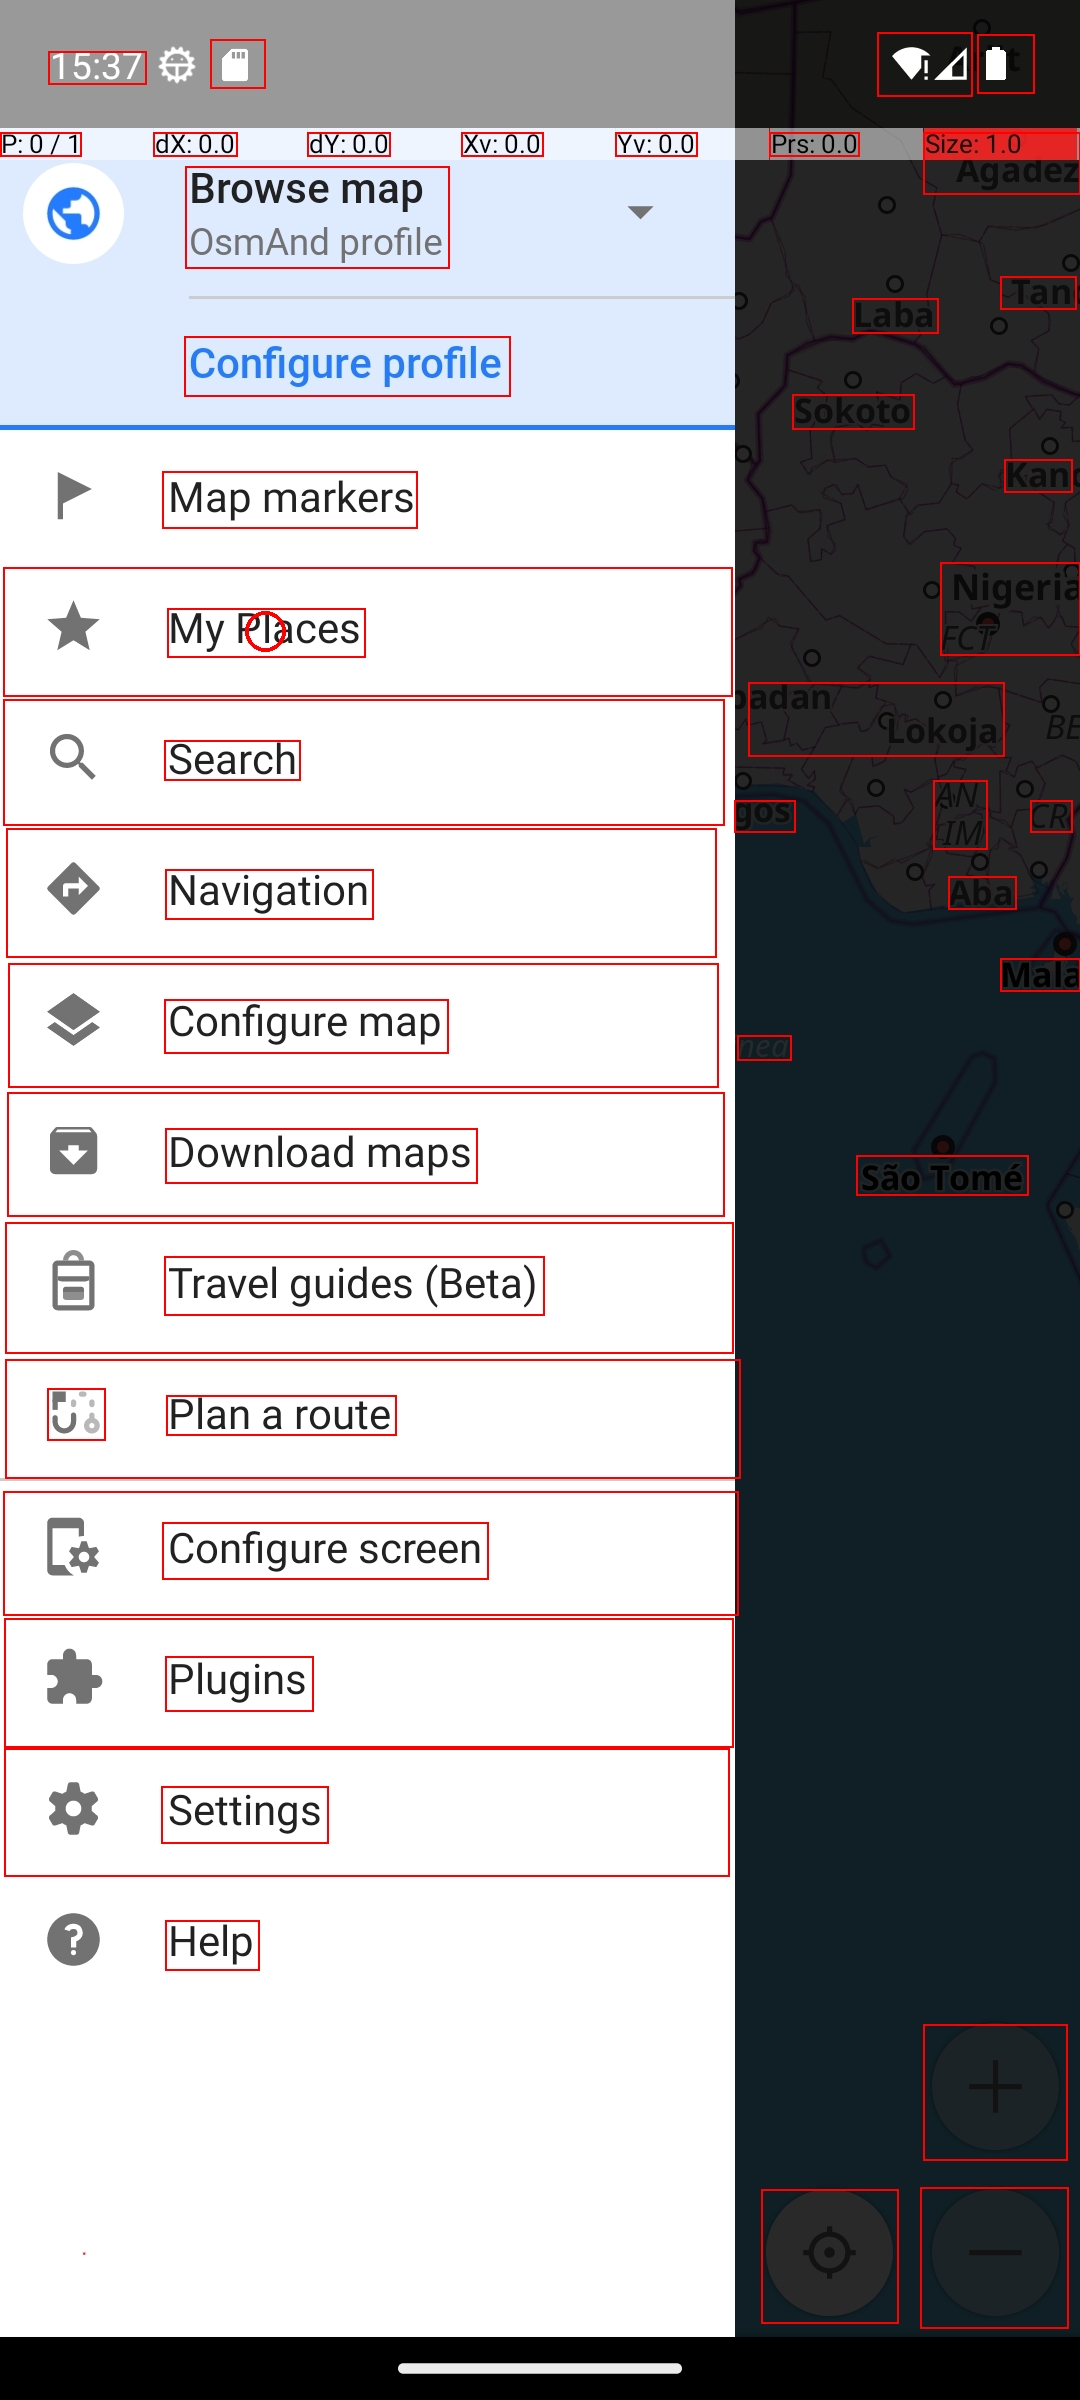 15:37
P: 0 / 1 dX: 0.0 dY: 0.0 Xv: 0.0 Yv: 0.0 Prs: 0.0 Size: 1.0
Agadez
Browse map
OsmAnd profile
Configure profile
Map markers
My Places
Search
Navigation
Configure map
Download maps
Travel guides (Beta)
Plan a route
Configure screen
Plugins
Settings
Help
Tan
Laba
Sokoto
Kano
Nigeria
FCT
badan
Lokoja
BE
gos
AN
IM
CR
Aba
Mala
nea
São Tomé